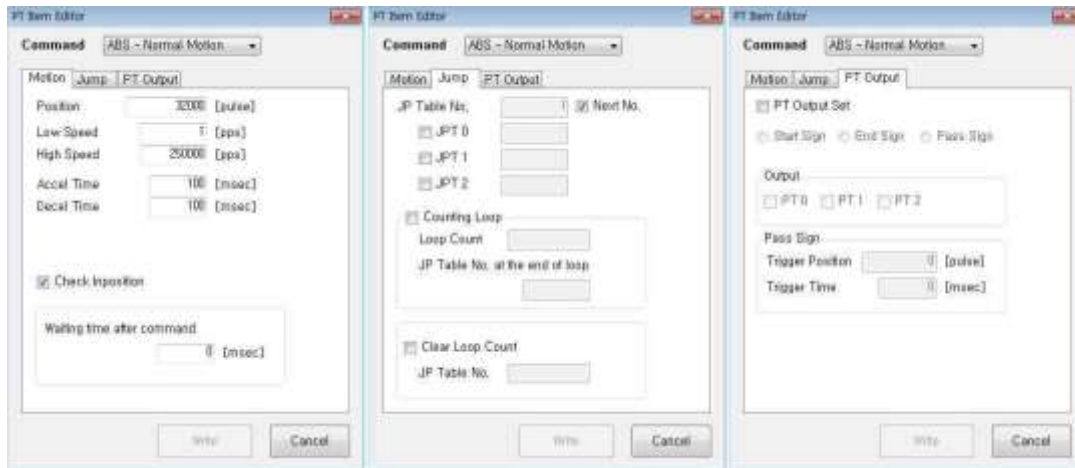 PT Item Editor
Command ABS - Normal Motion
Motion Jump PT Output
Position 32000 [pulse]
Low Speed 1 [pps]
High Speed 250000 [pps]
Accel Time 100 [msec]
Decel Time 100 [msec]
Check Inposition
Waiting time after command
0 [msec]
Write Cancel
PT Item Editor
Command ABS - Normal Motion
Motion Jump PT Output
JP Table No. 1 Next No.
JPT 0
JPT 1
JPT 2
Counting Loop
Loop Count
JP Table No. at the end of loop
Clear Loop Count
JP Table No.
Write Cancel
PT Item Editor
Command ABS - Normal Motion
Motion Jump PT Output
PT Output Set
Start Sign End Sign Pass Sign
Output
PT 0 PT 1 PT 2
Pass Sign
Trigger Position 0 [pulse]
Trigger Time 0 [msec]
Write Cancel